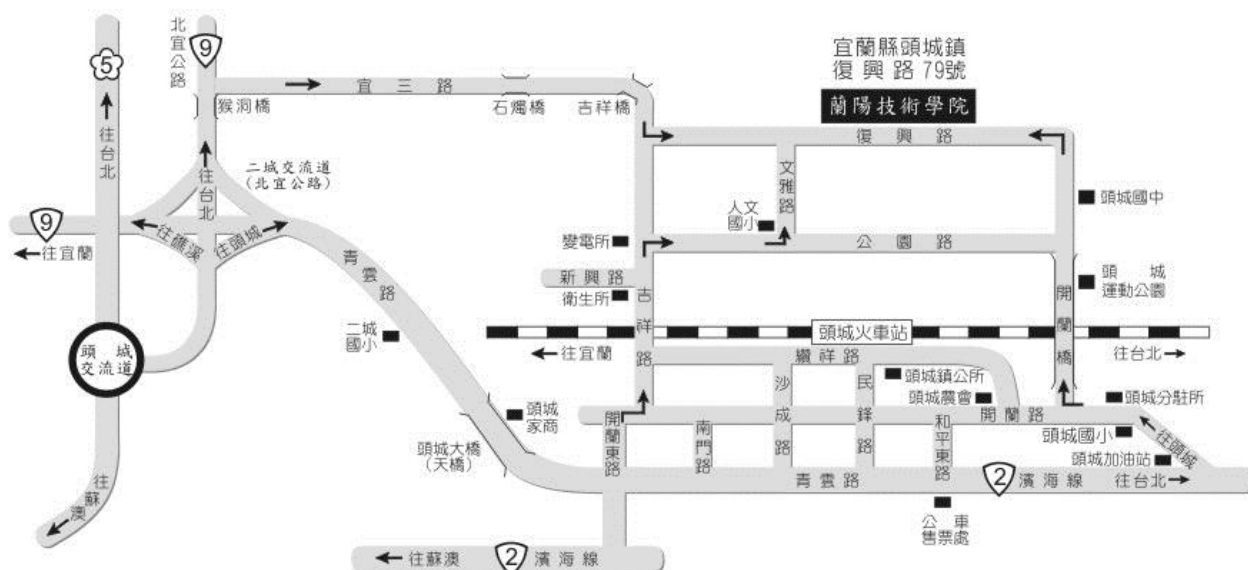 北宜公路
9
5
往台北
猴洞橋
宜三路
石燭橋
吉祥橋
宜蘭縣頭城鎮
復興路79號
蘭陽技術學院
復興路
二城交流道
(北宜公路)
往台北
文雅路
頭城國中
9
往宜蘭
往礁溪
往頭城
人文
國小
變電所
公園路
青雲路
新興路
衛生所
吉祥路
開蘭橋
頭城
運動公園
二城
國小
頭城火車站
頭城
交流道
往宜蘭
纘祥路
往台北
沙成路
民鋒路
頭城鎮公所
頭城農會
頭城分駐所
頭城
家商
開蘭東路
南門路
和平東路
開蘭路
頭城國小
往頭城
頭城大橋
(天橋)
頭城加油站
青雲路
2
濱海線
往台北
往蘇澳
公車
售票處
往蘇澳
2
濱海線